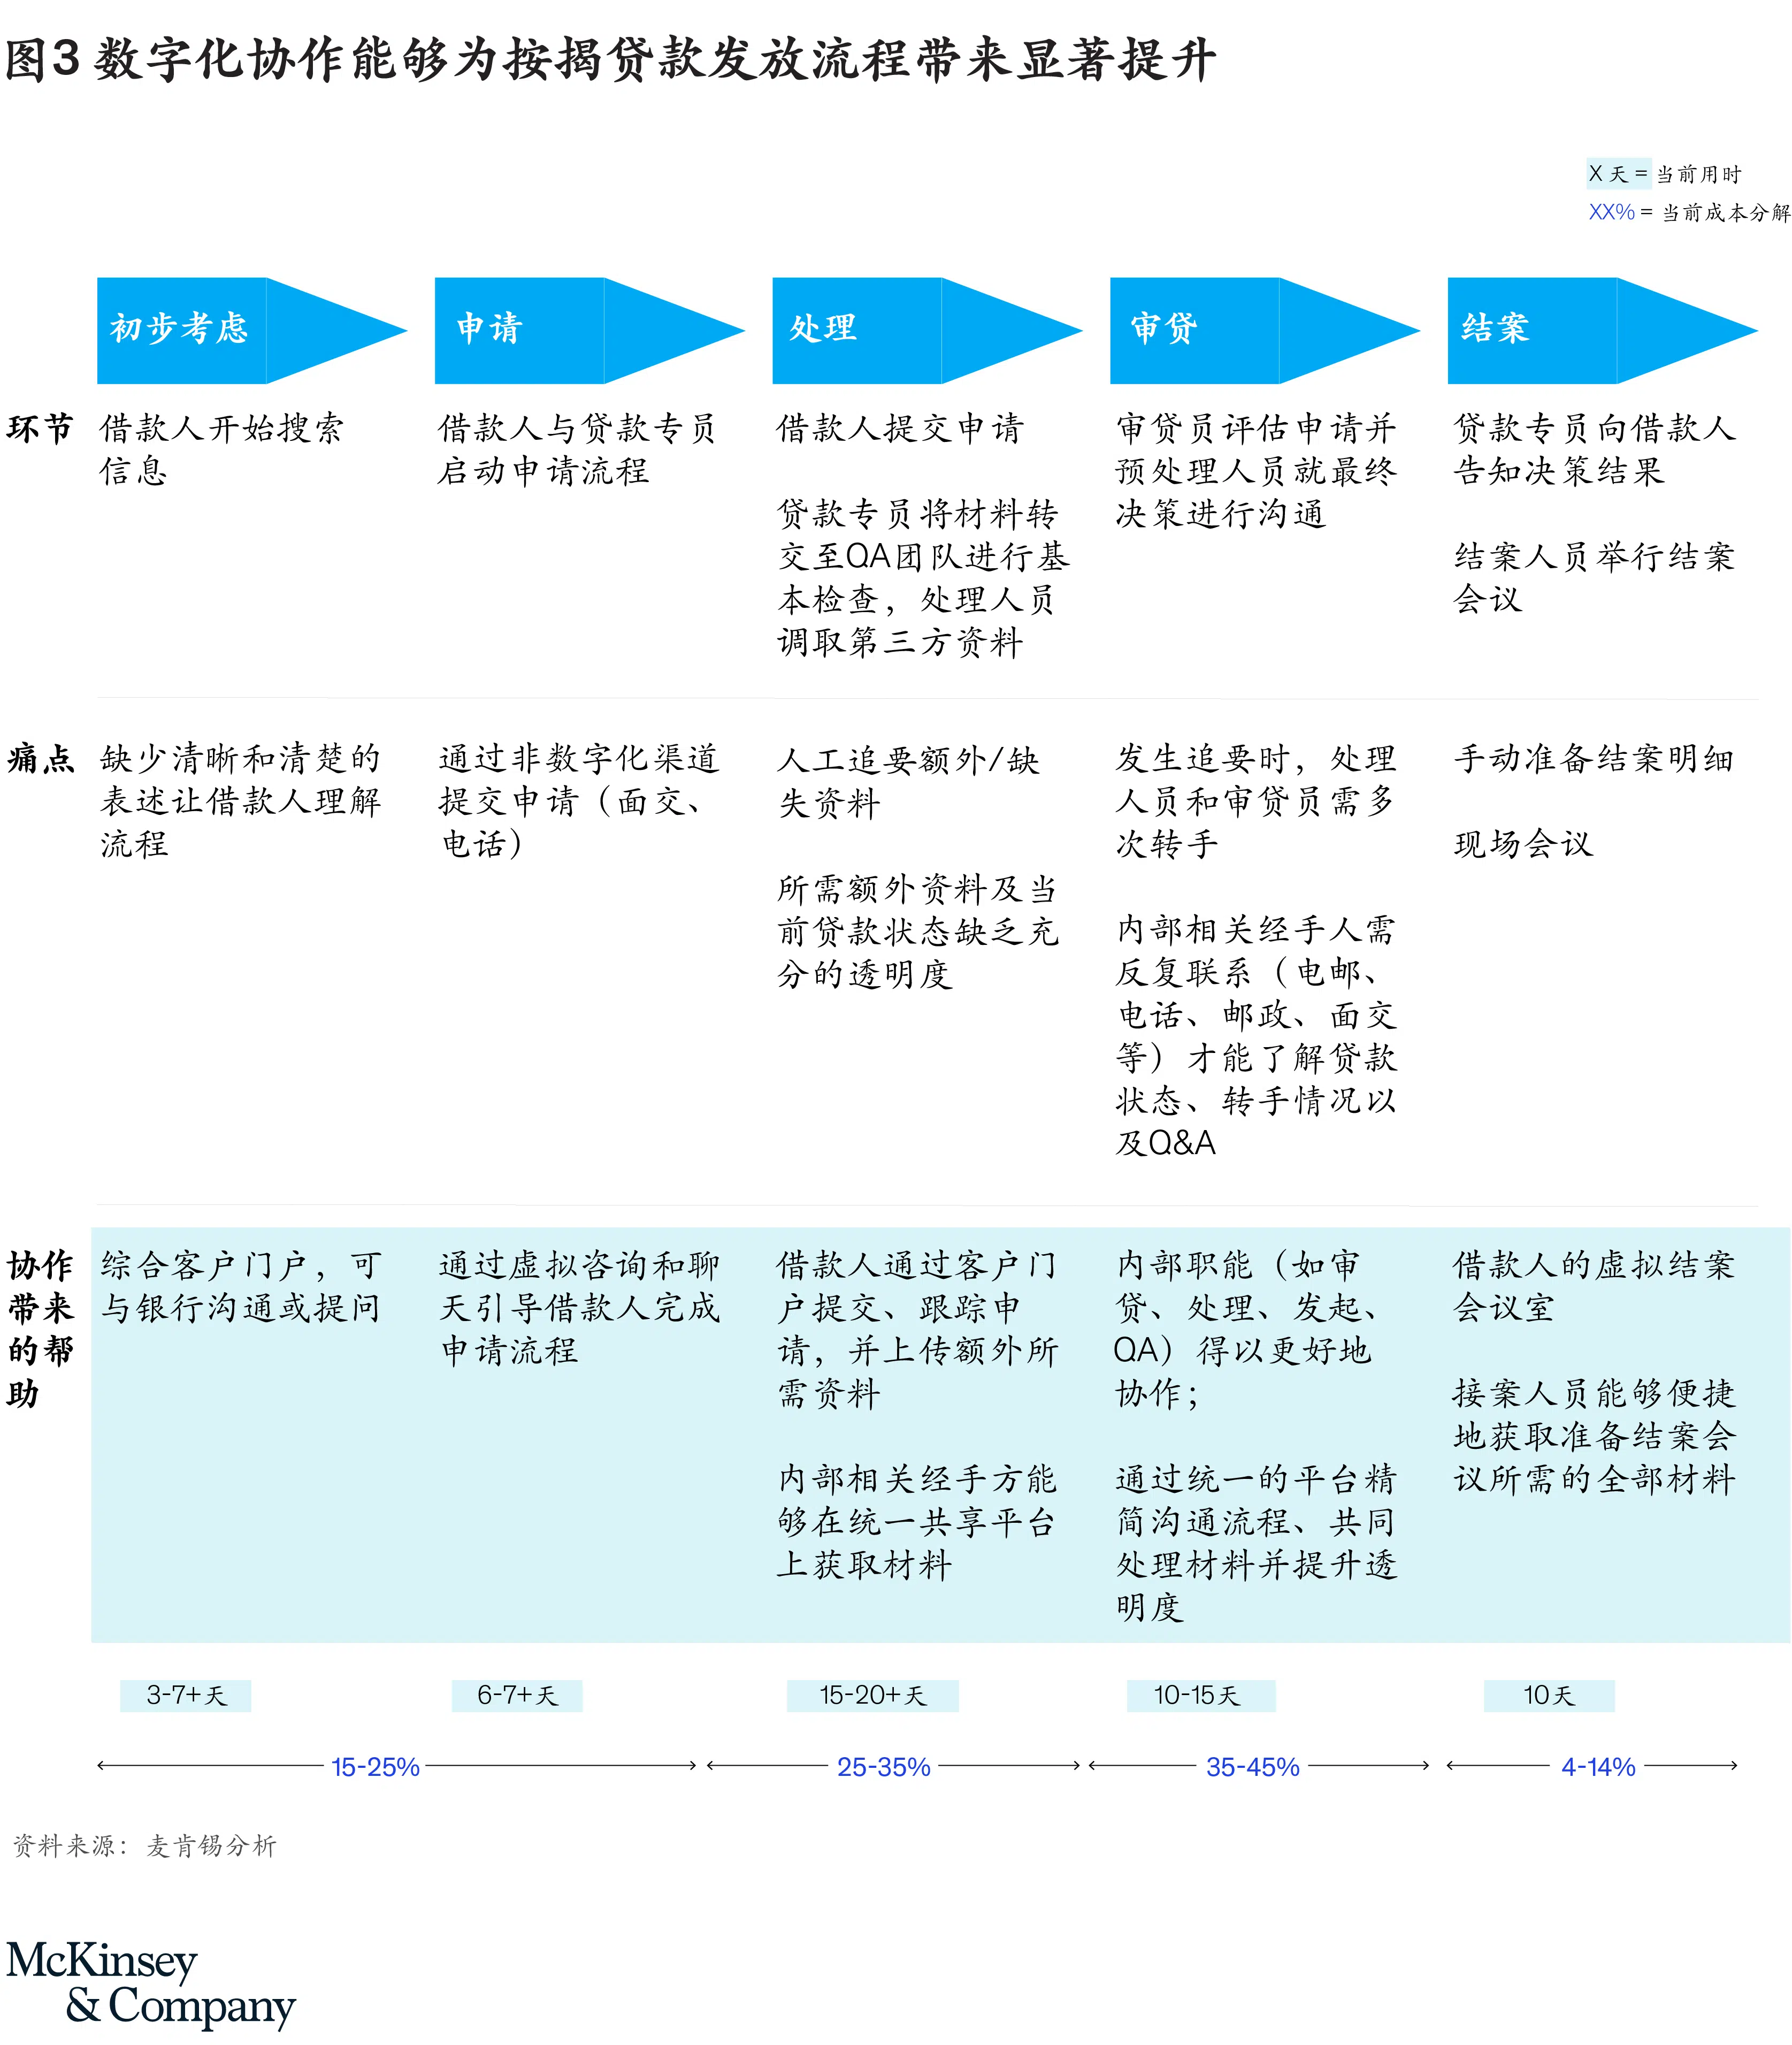 图3 数字化协作能够为按揭贷款发放流程带来显著提升
X 天 = 当前用时
XX% = 当前成本分解
初步考虑
申请
处理
审贷
结案
环节
借款人开始搜索
信息
借款人与贷款专员
启动申请流程
借款人提交申请
贷款专员将材料转
交至QA团队进行基
本检查，处理人员
调取第三方资料
审贷员评估申请并
预处理人员就最终
决策进行沟通
贷款专员向借款人
告知决策结果
结案人员举行结案
会议
痛点
缺少清晰和清楚的
表述让借款人理解
流程
通过非数字化渠道
提交申请（面交、
电话）
人工追要额外/缺
失资料
所需额外资料及当
前贷款状态缺乏充
分的透明度
发生追要时，处理
人员和审贷员需多
次转手
内部相关经手人需
反复联系（电邮、
电话、邮政、面交
等）才能了解贷款
状态、转手情况以
及Q&A
手动准备结案明细
现场会议
协作
带来
的帮
助
综合客户门户，可
与银行沟通或提问
通过虚拟咨询和聊
天引导借款人完成
申请流程
借款人通过客户门
户提交、跟踪申
请，并上传额外所
需资料
内部相关经手方能
够在统一共享平台
上获取材料
内部职能（如审
贷、处理、发起、
QA）得以更好地
协作；
通过统一的平台精
简沟通流程、共同
处理材料并提升透
明度
借款人的虚拟结案
会议室
接案人员能够便捷
地获取准备结案会
议所需的全部材料
3-7+天
6-7+天
15-20+天
10-15天
10天
15-25%
25-35%
35-45%
4-14%
资料来源：麦肯锡分析
McKinsey
& Company